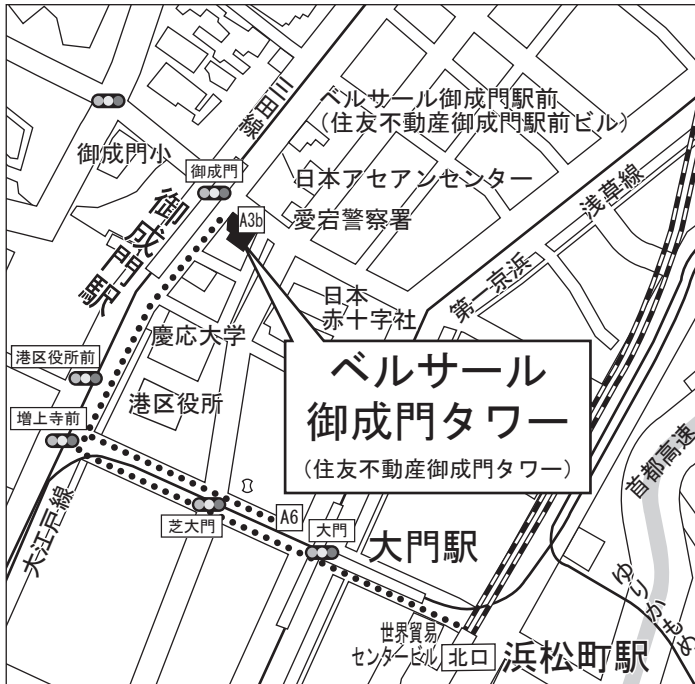 三田線
ベルサール御成門駅前
(住友不動産御成門駅前ビル)
御成門小
御成門
日本アセアンセンター
浅草線
A3b
愛宕警察署
御成門駅
第一京浜
日本
赤十字社
慶応大学
港区役所前
港区役所
ベルサール
御成門タワー
(住友不動産御成門タワー)
増上寺前
首都高速
A6
芝大門
大門
大江戸線
大門駅
ゆりかもめ
世界貿易
センタービル
北口
浜松町駅